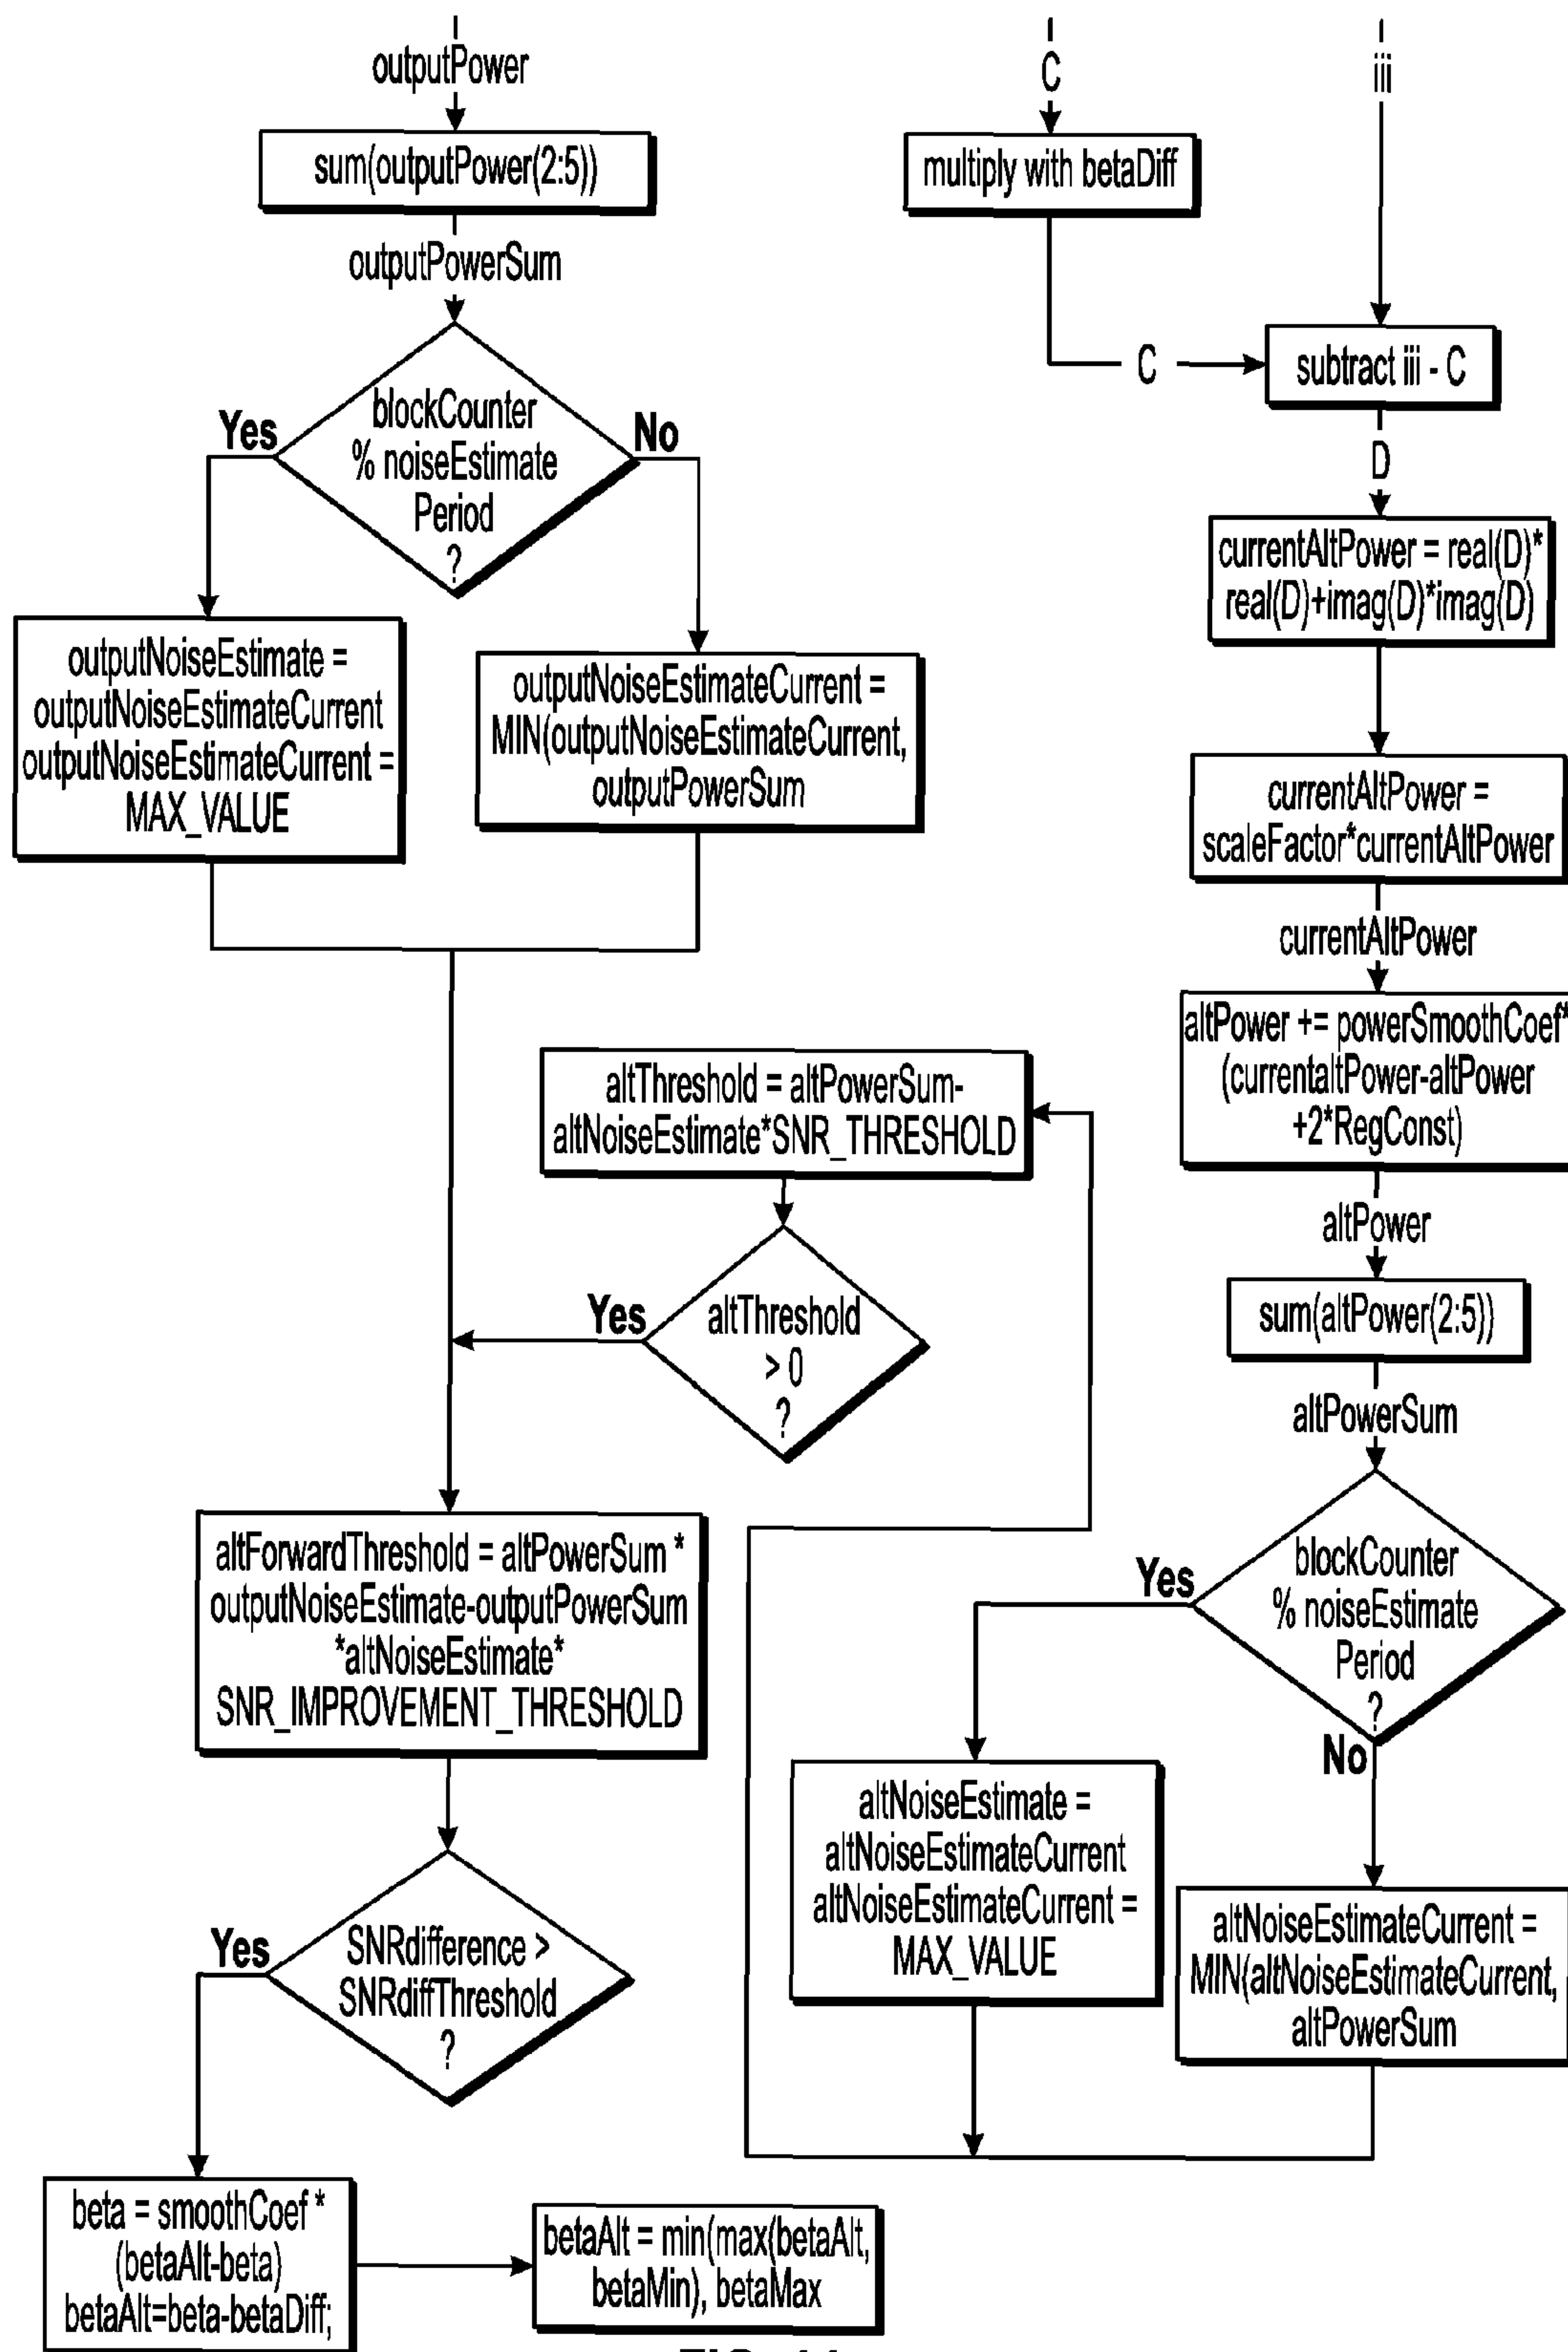 outputPower
sum(outputPower(2:5))
outputPowerSum
blockCounter
% noiseEstimate
Period
?
Yes
No
outputNoiseEstimate =
outputNoiseEstimateCurrent
outputNoiseEstimateCurrent =
MAX_VALUE
outputNoiseEstimateCurrent =
MIN(outputNoiseEstimateCurrent,
outputPowerSum
C
multiply with betaDiff
C
iii
subtract iii - C
D
currentAltPower = real(D)*
real(D)+imag(D)*imag(D)
currentAltPower =
scaleFactor*currentAltPower
currentAltPower
altPower += powerSmoothCoef*
(currentaltPower-altPower
+2*RegConst)
altPower
sum(altPower(2:5))
altPowerSum
blockCounter
% noiseEstimate
Period
?
Yes
No
altNoiseEstimate =
altNoiseEstimateCurrent
altNoiseEstimateCurrent =
MAX_VALUE
altNoiseEstimateCurrent =
MIN(altNoiseEstimateCurrent,
altPowerSum
altThreshold = altPowerSum-
altNoiseEstimate*SNR_THRESHOLD
altThreshold
> 0
?
Yes
altForwardThreshold = altPowerSum *
outputNoiseEstimate-outputPowerSum
*altNoiseEstimate*
SNR_IMPROVEMENT_THRESHOLD
SNRdifference >
SNRdiffThreshold
?
Yes
beta = smoothCoef *
(betaAlt-beta)
betaAlt=beta-betaDiff;
betaAlt = min(max(betaAlt,
betaMin), betaMax